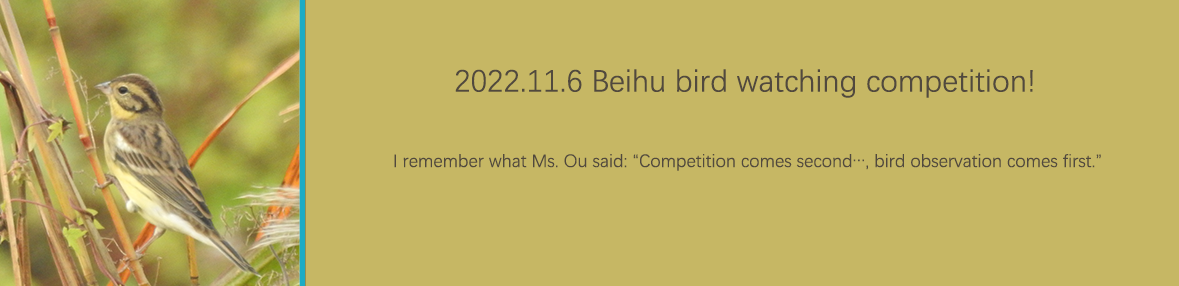 2022.11.6 Beihu bird watching competition!
I remember what Ms. Ou said: “Competition comes second···, bird observation comes first.”